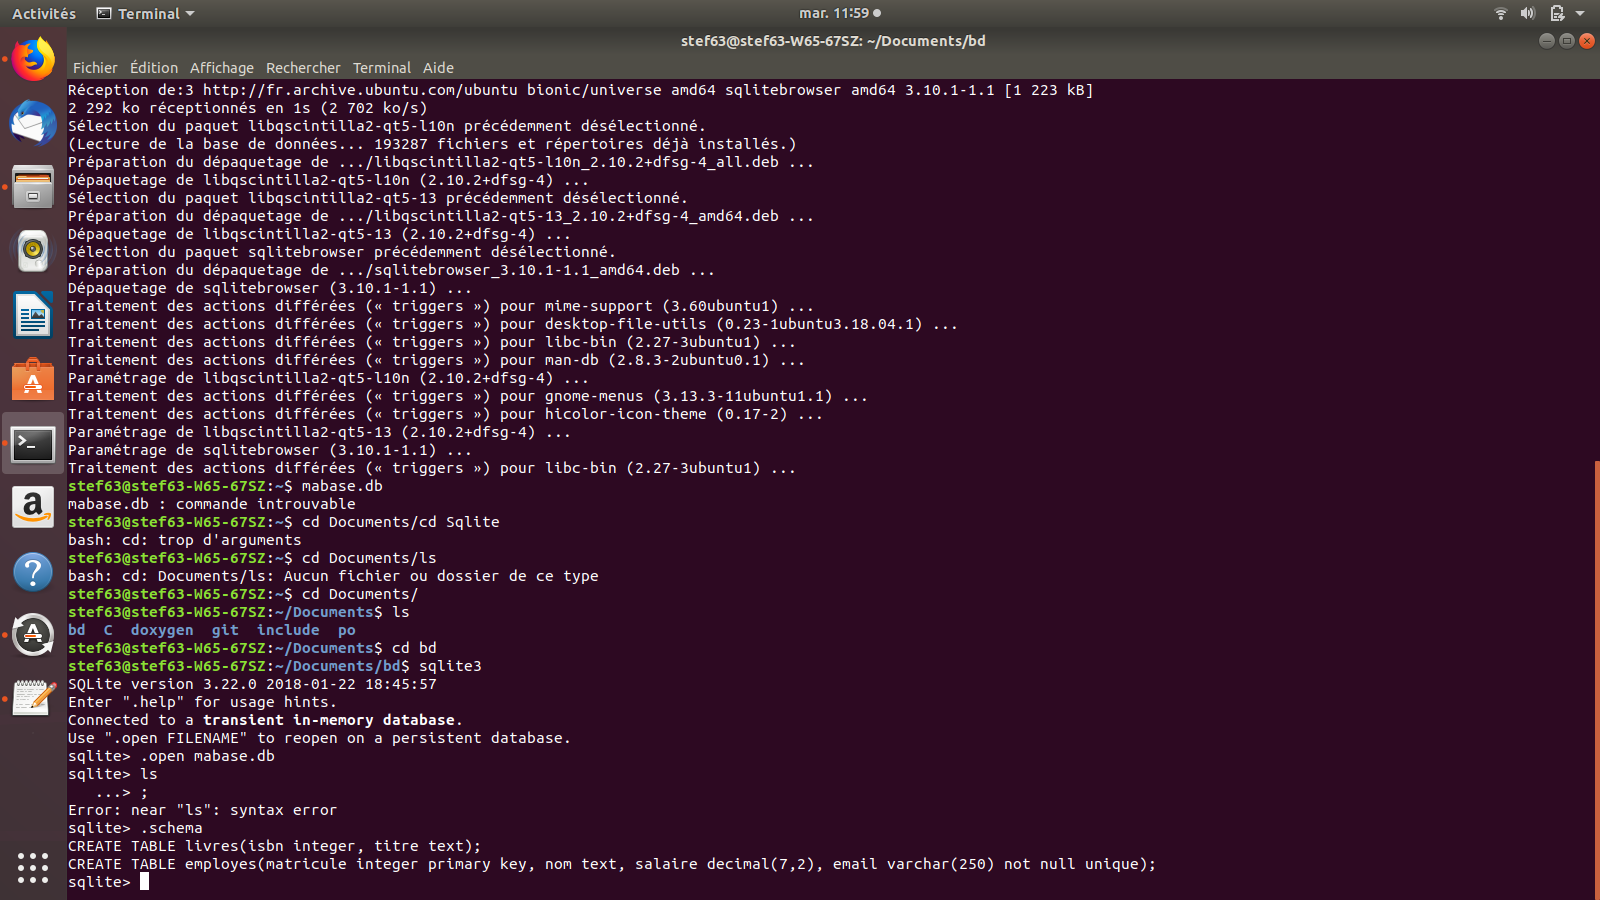 Activités Terminal mar. 11:59
stef63@stef63-W65-67SZ: ~/Documents/bd
Fichier Édition Affichage Rechercher Terminal Aide
Réception de:3 http://fr.archive.ubuntu.com/ubuntu bionic/universe amd64 sqlitebrowser amd64 3.10.1-1.1 [1 223 kB]
2 292 ko réceptionnés en 1s (2 702 ko/s)
Sélection du paquet libqscintilla2-qt5-l10n précédemment désélectionné.
(Lecture de la base de données... 193287 fichiers et répertoires déjà installés.)
Préparation du dépaquetage de .../libqscintilla2-qt5-l10n_2.10.2+dfsg-4_all.deb ...
Dépaquetage de libqscintilla2-qt5-l10n (2.10.2+dfsg-4) ...
Sélection du paquet libqscintilla2-qt5-13 précédemment désélectionné.
Préparation du dépaquetage de .../libqscintilla2-qt5-13_2.10.2+dfsg-4_amd64.deb ...
Dépaquetage de libqscintilla2-qt5-13 (2.10.2+dfsg-4) ...
Sélection du paquet sqlitebrowser précédemment désélectionné.
Préparation du dépaquetage de .../sqlitebrowser_3.10.1-1.1_amd64.deb ...
Dépaquetage de sqlitebrowser (3.10.1-1.1) ...
Traitement des actions différées (« triggers ») pour mime-support (3.60ubuntu1) ...
Traitement des actions différées (« triggers ») pour desktop-file-utils (0.23-1ubuntu3.18.04.1) ...
Traitement des actions différées (« triggers ») pour libc-bin (2.27-3ubuntu1) ...
Traitement des actions différées (« triggers ») pour man-db (2.8.3-2ubuntu0.1) ...
Paramétrage de libqscintilla2-qt5-l10n (2.10.2+dfsg-4) ...
Traitement des actions différées (« triggers ») pour gnome-menus (3.13.3-11ubuntu1.1) ...
Traitement des actions différées (« triggers ») pour hicolor-icon-theme (0.17-2) ...
Paramétrage de libqscintilla2-qt5-13 (2.10.2+dfsg-4) ...
Paramétrage de sqlitebrowser (3.10.1-1.1) ...
Traitement des actions différées (« triggers ») pour libc-bin (2.27-3ubuntu1) ...
stef63@stef63-W65-67SZ:~$ mabase.db
mabase.db : commande introuvable
stef63@stef63-W65-67SZ:~$ cd Documents/cd Sqlite
bash: cd: trop d'arguments
stef63@stef63-W65-67SZ:~$ cd Documents/ls
bash: cd: Documents/ls: Aucun fichier ou dossier de ce type
stef63@stef63-W65-67SZ:~$ cd Documents/
stef63@stef63-W65-67SZ:~/Documents$ ls
bd C doxygen git include po
stef63@stef63-W65-67SZ:~/Documents$ cd bd
stef63@stef63-W65-67SZ:~/Documents/bd$ sqlite3
SQLite version 3.22.0 2018-01-22 18:45:57
Enter ".help" for usage hints.
Connected to a transient in-memory database.
Use ".open FILENAME" to reopen on a persistent database.
sqlite> .open mabase.db
sqlite> ls
   ...> ;
Error: near "ls": syntax error
sqlite> .schema
CREATE TABLE livres(isbn integer, titre text);
CREATE TABLE employes(matricule integer primary key, nom text, salaire decimal(7,2), email varchar(250) not null unique);
sqlite>